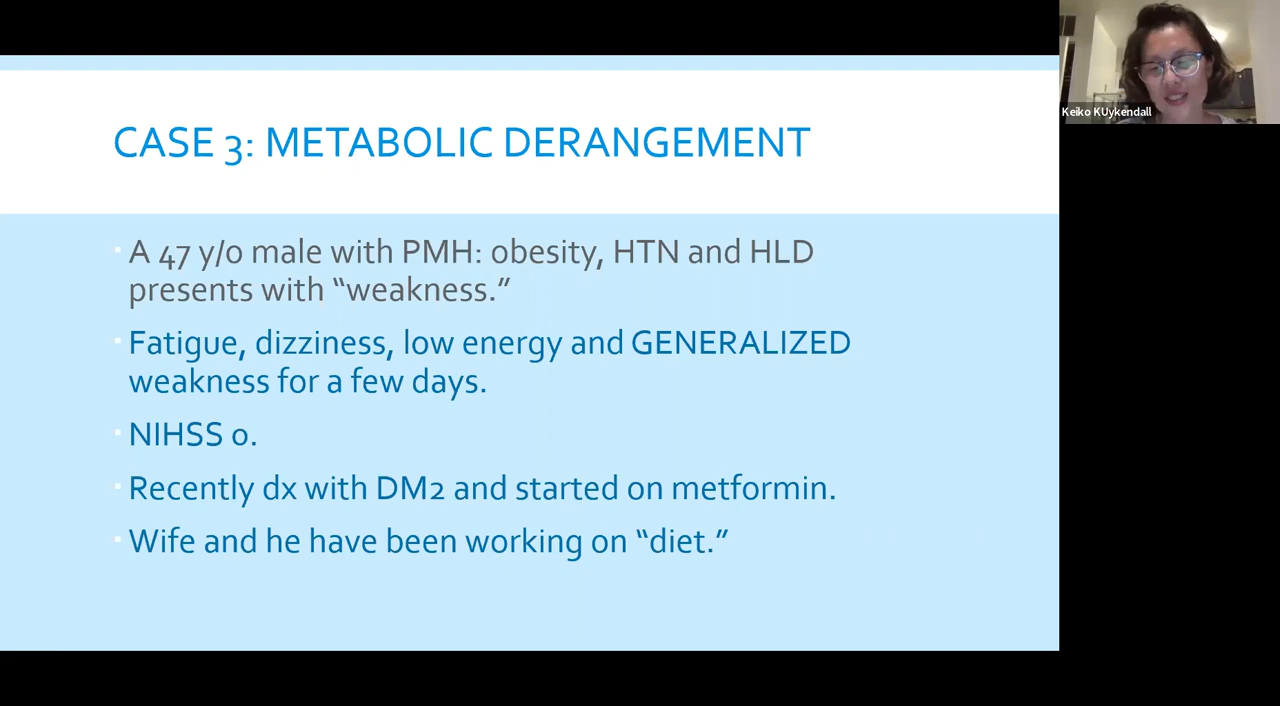 CASE 3: METABOLIC DERANGEMENT
A 47 y/o male with PMH: obesity, HTN and HLD
presents with “weakness.”
Fatigue, dizziness, low energy and GENERALIZED
weakness for a few days.
NIHSS 0.
Recently dx with DM2 and started on metformin.
Wife and he have been working on “diet.”
Keiko KUykendall